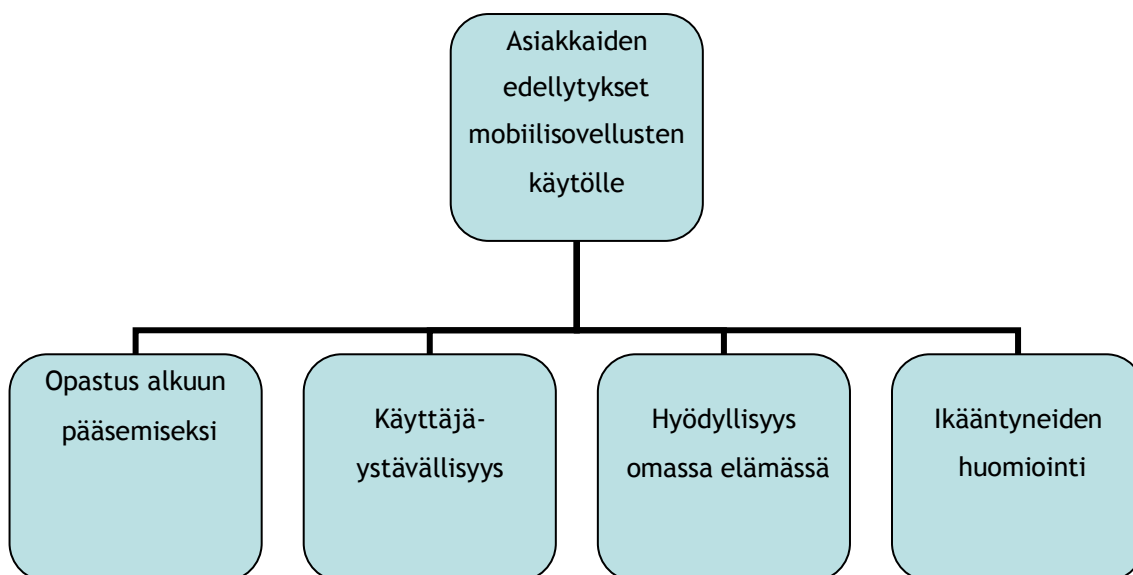 Asiakkaiden
edellytykset
mobiilisovellusten
käytölle
Opastus alkuun
pääsemiseksi
Käyttäjä-
ystävällisyys
Hyödyllisyys
omassa elämässä
Ikääntyneiden
huomiointi